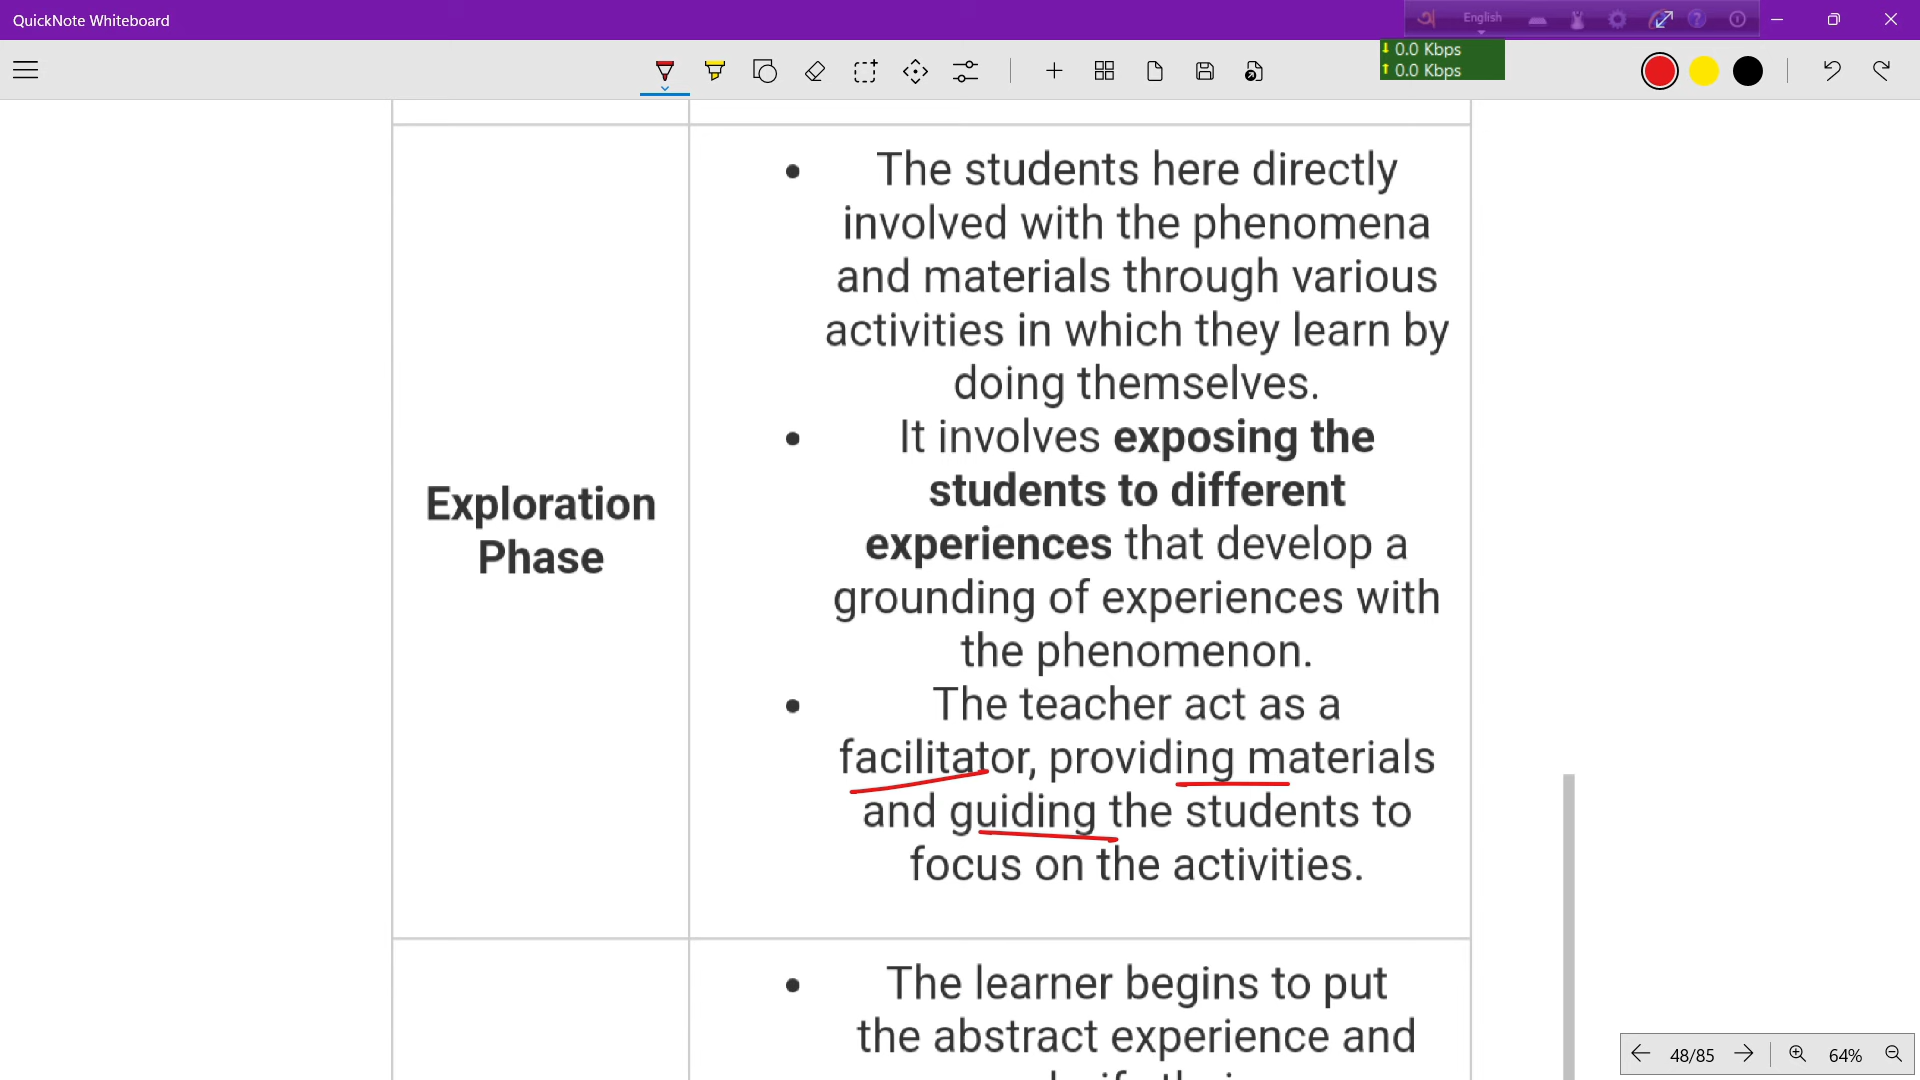 QuickNote Whiteboard
English
0.0 Kbps
0.0 Kbps
The students here directly
involved with the phenomena
and materials through various
activities in which they learn by
doing themselves.
It involves exposing the
students to different
experiences that develop a
grounding of experiences with
the phenomenon.
Exploration
Phase
The teacher act as a
facilitator, providing materials
and guiding the students to
focus on the activities.
The learner begins to put
the abstract experience and
48/85
64%